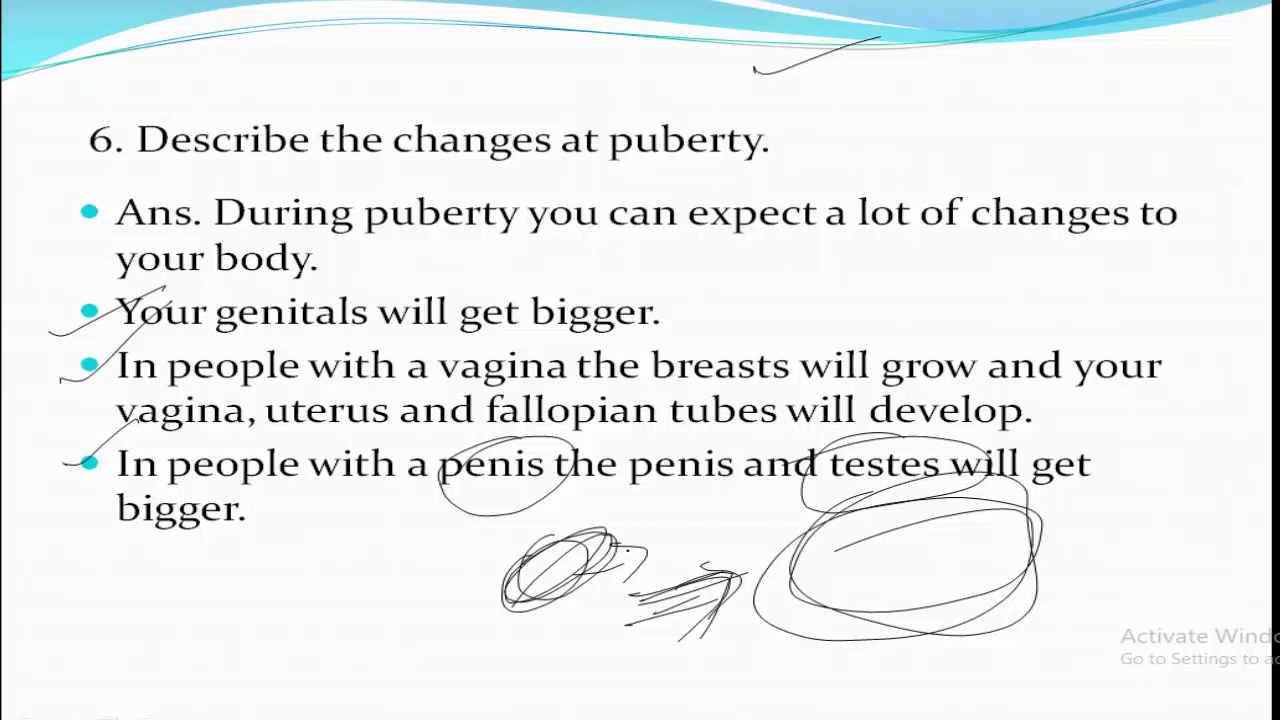 6. Describe the changes at puberty.
Ans. During puberty you can expect a lot of changes to
your body.
Your genitals will get bigger.
In people with a vagina the breasts will grow and your
vagina, uterus and fallopian tubes will develop.
In people with a penis the penis and testes will get
bigger.
Activate Windo
Go to Settings to ac